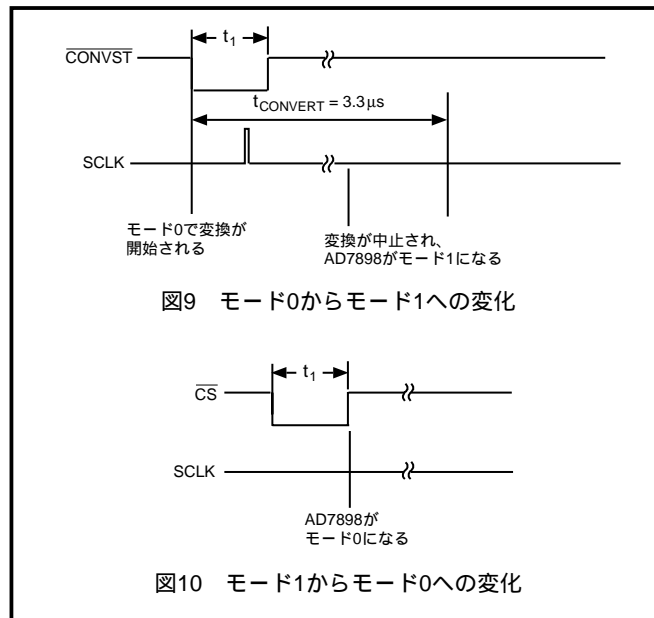 t1
CONVST
tCONVERT = 3.3µs
SCLK
モード0で変換が
開始される
変換が中止され、
AD7898がモード1になる
図9 モード0からモード1への変化
t1
CS
SCLK
AD7898が
モード0になる
図10 モード1からモード0への変化